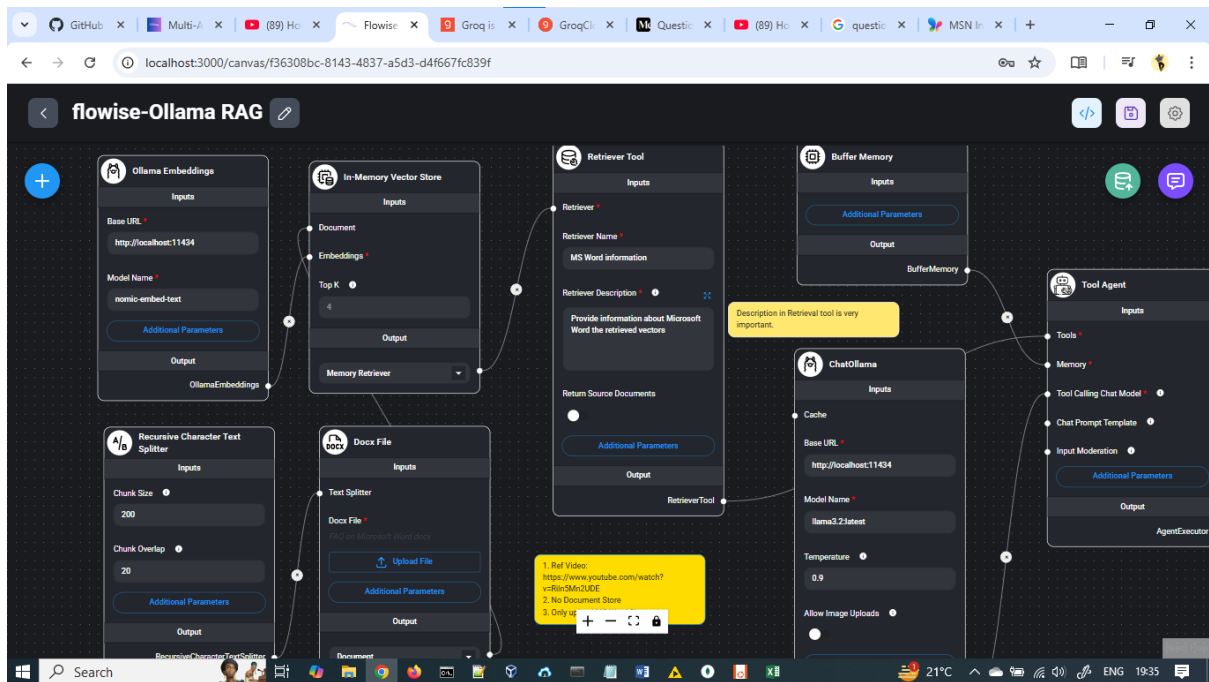 GitHub
Multi-A
(89) Ho
Flowise
Groq is
GroqCl
Questic
(89) Ho
questio
MSN In
localhost:3000/canvas/f36308bc-8143-4837-a5d3-d4f667fc839f
flowise-Ollama RAG
Ollama Embeddings
Inputs
Base URL *
http://localhost:11434
Model Name *
nomic-embed-text
Additional Parameters
Output
OllamaEmbeddings
In-Memory Vector Store
Inputs
Document
Embeddings *
Top K
4
Output
Memory Retriever
Retriever Tool
Inputs
Retriever *
Retriever Name *
MS Word information
Retriever Description *
Provide information about Microsoft
Word the retrieved vectors
Return Source Documents
Additional Parameters
Output
RetrieverTool
Description in Retrieval tool is very
important.
Buffer Memory
Inputs
Additional Parameters
Output
BufferMemory
Tool Agent
Inputs
Tools *
Memory *
Tool Calling Chat Model *
Chat Prompt Template
Input Moderation
Additional Parameters
Output
AgentExecutor
ChatOllama
Inputs
Cache
Base URL *
http://localhost:11434
Model Name *
llama3.2:latest
Temperature
0.9
Allow Image Uploads
A/B
Recursive Character Text
Splitter
Inputs
Chunk Size
200
Chunk Overlap
20
Additional Parameters
Output
RecursiveCharacterTextSplitter
DOCX
Docx File
Inputs
Text Splitter
Docx File *
FAQ on Microsoft Word.docx
Upload File
Additional Parameters
Output
Document
1. Ref Video:
https://www.youtube.com/watch?
v=RiIn5Mn2UDE
2. No Document Store
3. Only up
Search
21°C
ENG
19:35